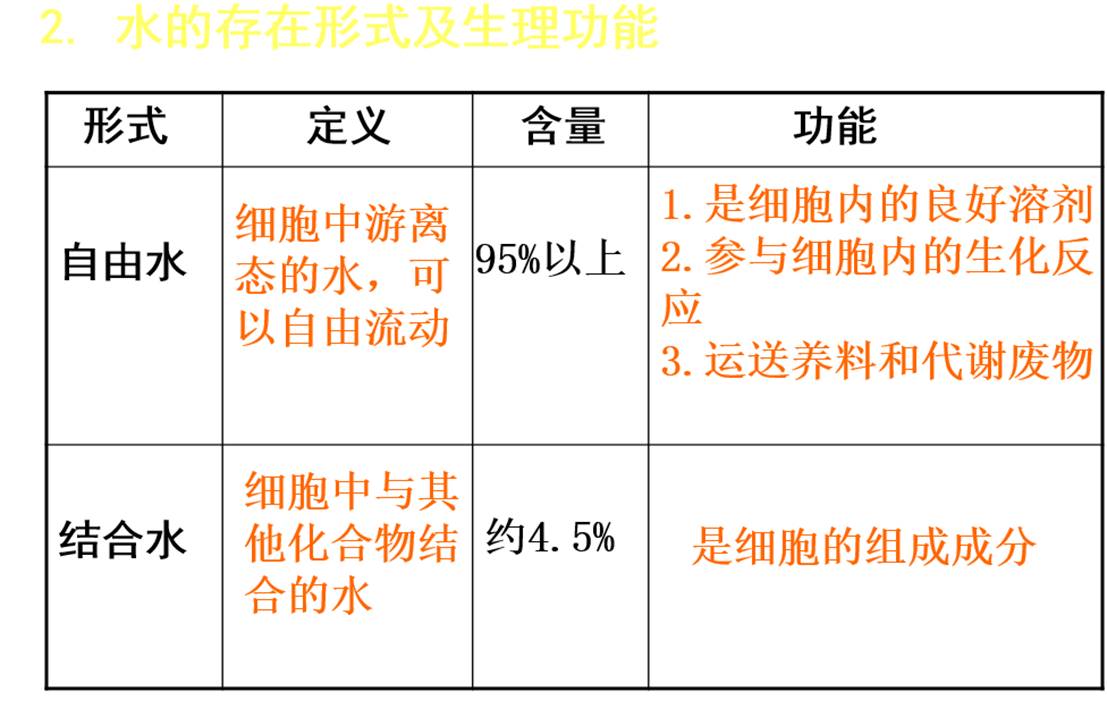 2. 水的存在形式及生理功能
形式 定义 含量 功能
自由水
细胞中游离
态的水，可
以自由流动
95%以上
1.是细胞内的良好溶剂
2.参与细胞内的生化反
应
3.运送养料和代谢废物
结合水
细胞中与其
他化合物结
合的水
约4.5%
是细胞的组成成分